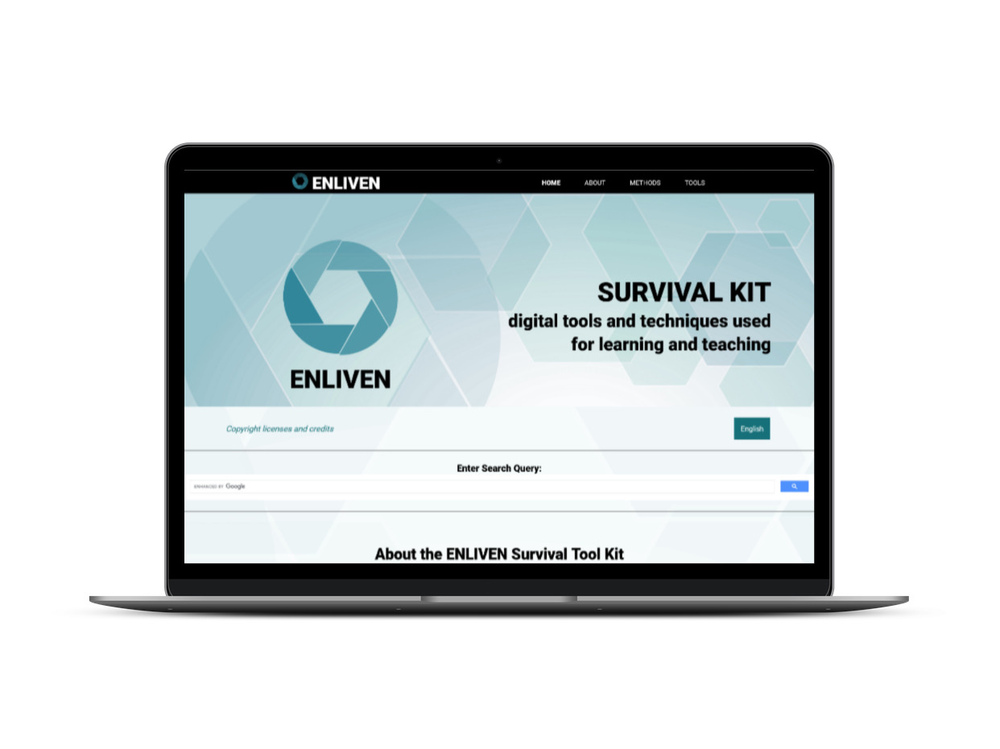 ENLIVEN
HOME ABOUT METHODS TOOLS
SURVIVAL KIT
digital tools and techniques used
for learning and teaching
ENLIVEN
Copyright licenses and credits
English
Enter Search Query:
ENHANCED BY Google
About the ENLIVEN Survival Tool Kit